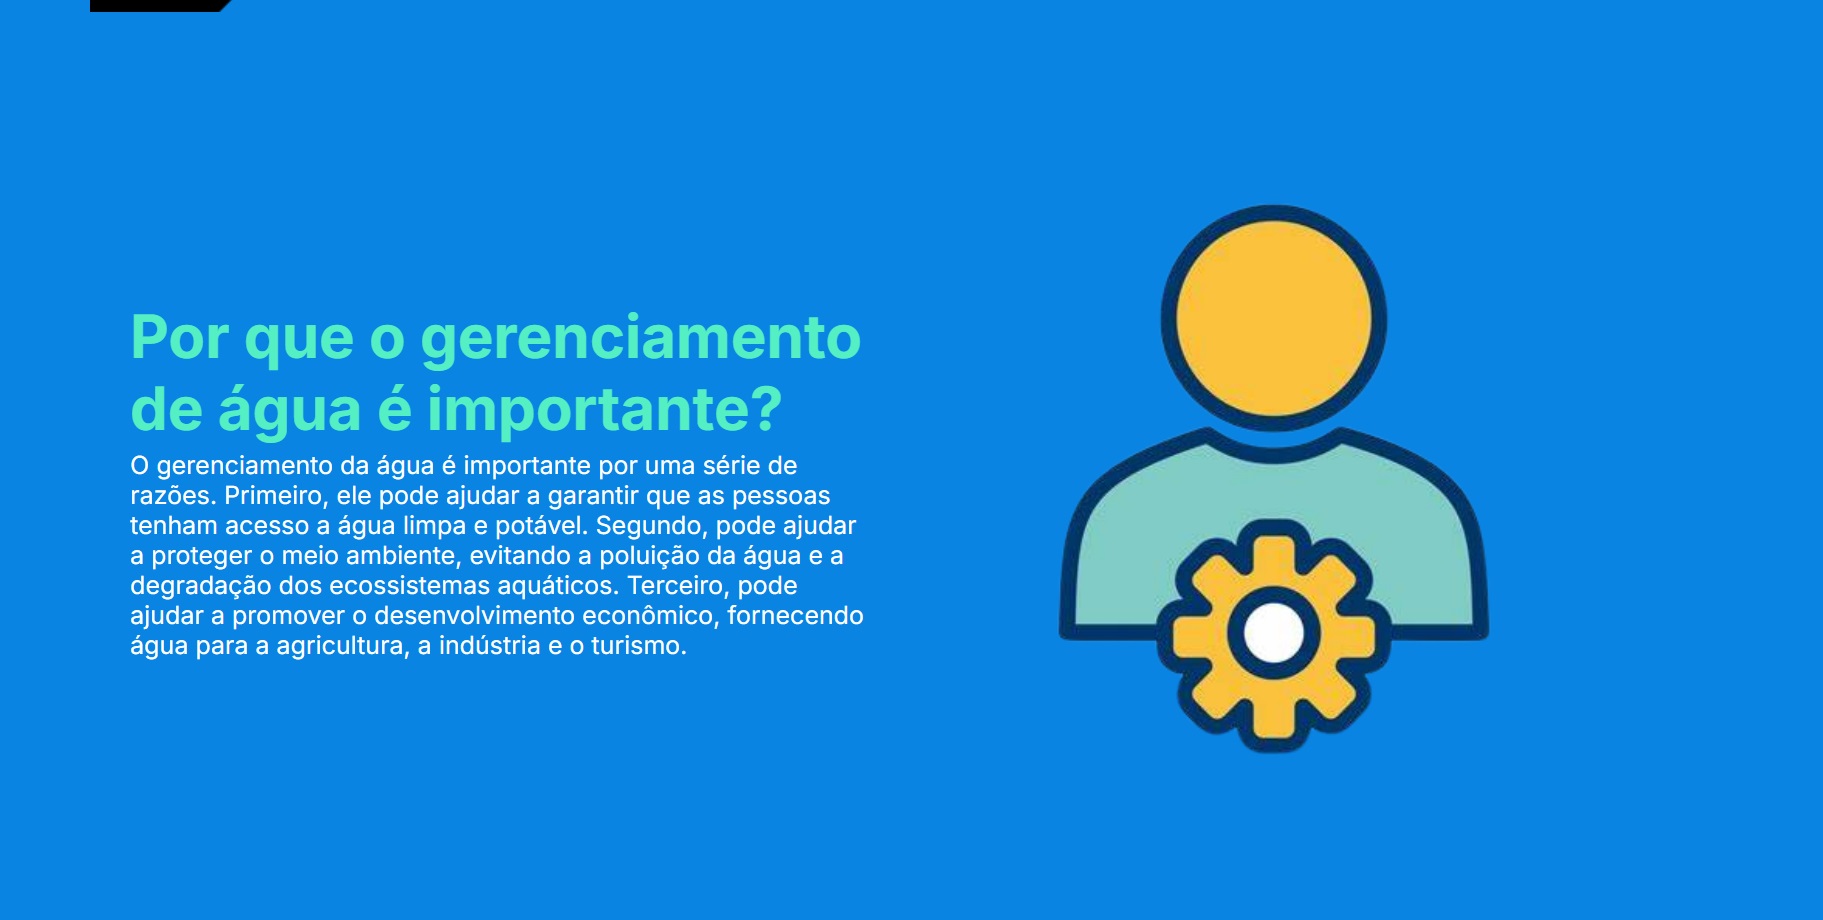 Por que o gerenciamento
de água é importante?
O gerenciamento da água é importante por uma série de
razões. Primeiro, ele pode ajudar a garantir que as pessoas
tenham acesso a água limpa e potável. Segundo, pode ajudar
a proteger o meio ambiente, evitando a poluição da água e a
degradação dos ecossistemas aquáticos. Terceiro, pode
ajudar a promover o desenvolvimento econômico, fornecendo
água para a agricultura, a indústria e o turismo.